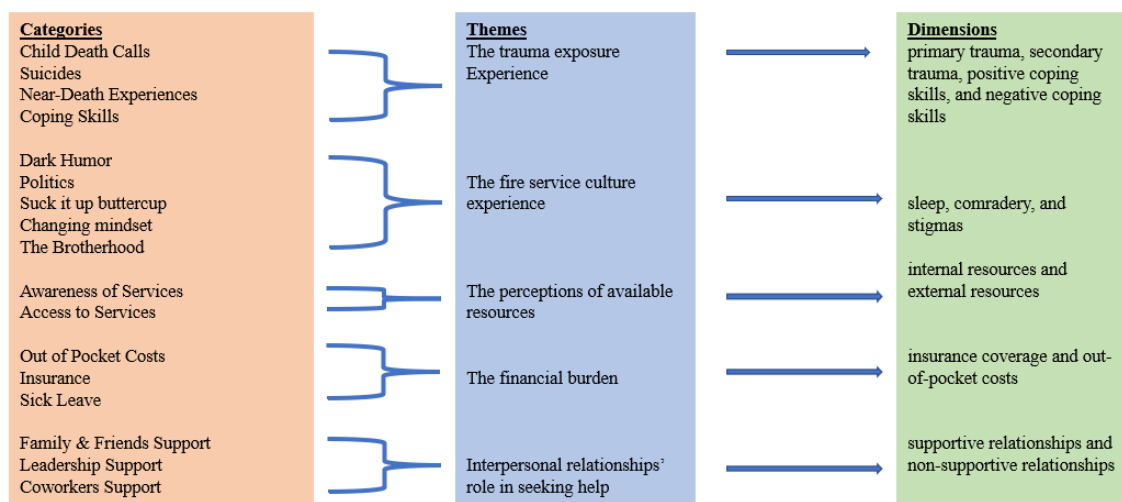 Categories
Child Death Calls
Suicides
Near-Death Experiences
Coping Skills
Dark Humor
Politics
Suck it up buttercup
Changing mindset
The Brotherhood
Awareness of Services
Access to Services
Out of Pocket Costs
Insurance
Sick Leave
Family & Friends Support
Leadership Support
Coworkers Support
Themes
The trauma exposure
Experience
The fire service culture
experience
The perceptions of available
resources
The financial burden
Interpersonal relationships’
role in seeking help
Dimensions
primary trauma, secondary
trauma, positive coping
skills, and negative coping
skills
sleep, comradery, and
stigmas
internal resources and
external resources
insurance coverage and out-
of-pocket costs
supportive relationships and
non-supportive relationships